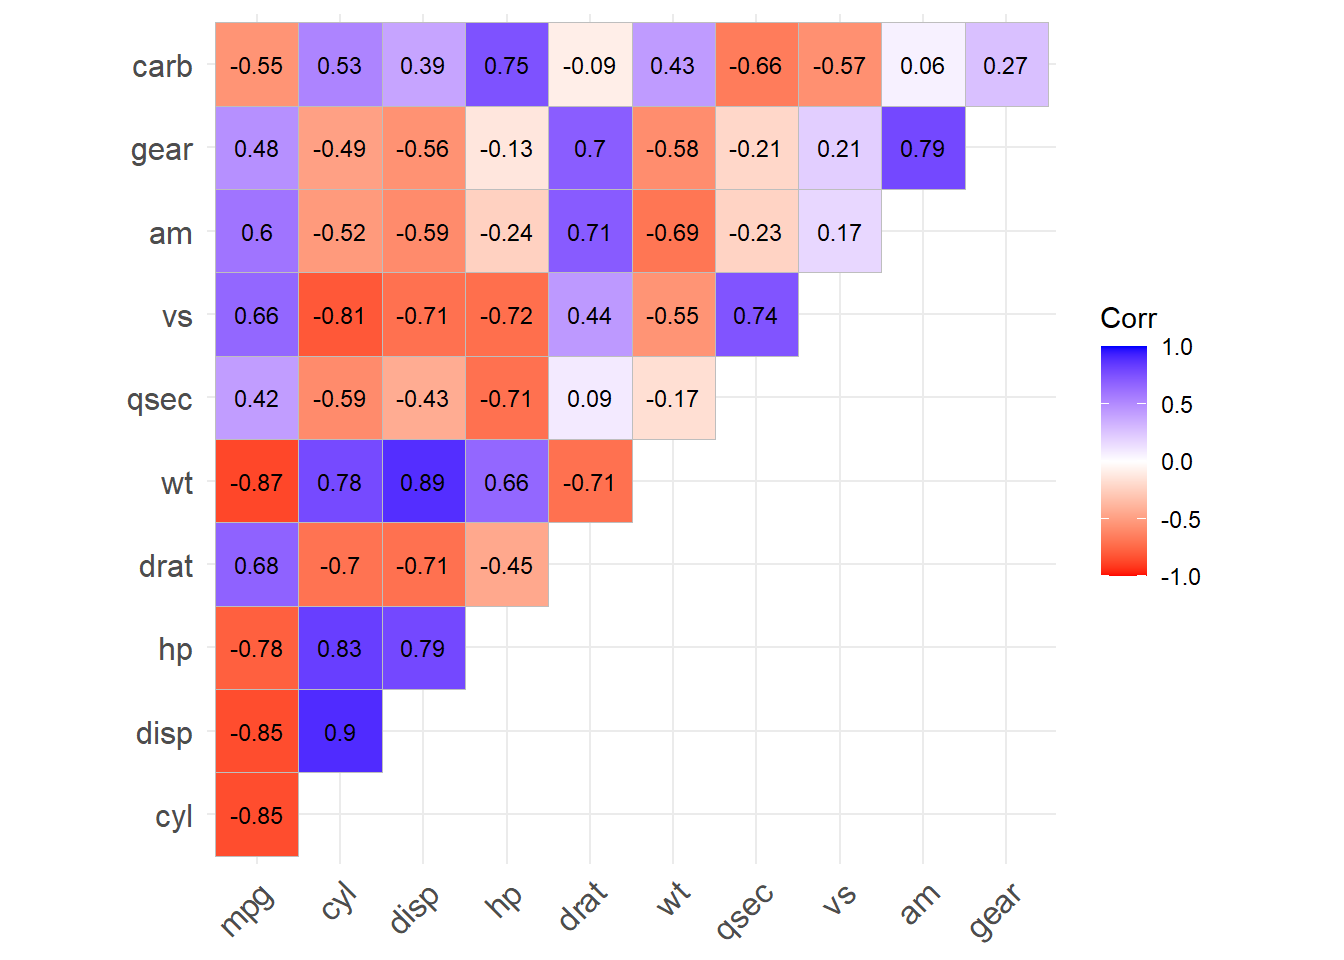 carb -0.55 0.53 0.39 0.75 -0.09 0.43 -0.66 -0.57 0.06 0.27
gear 0.48 -0.49 -0.56 -0.13 0.7 -0.58 -0.21 0.21 0.79
am 0.6 -0.52 -0.59 -0.24 0.71 -0.69 -0.23 0.17
vs 0.66 -0.81 -0.71 -0.72 0.44 -0.55 0.74
qsec 0.42 -0.59 -0.43 -0.71 0.09 -0.17
wt -0.87 0.78 0.89 0.66 -0.71
drat 0.68 -0.7 -0.71 -0.45
hp -0.78 0.83 0.79
disp -0.85 0.9
cyl -0.85
mpg cyl disp hp drat wt qsec vs am gear
Corr
1.0
0.5
0.0
-0.5
-1.0